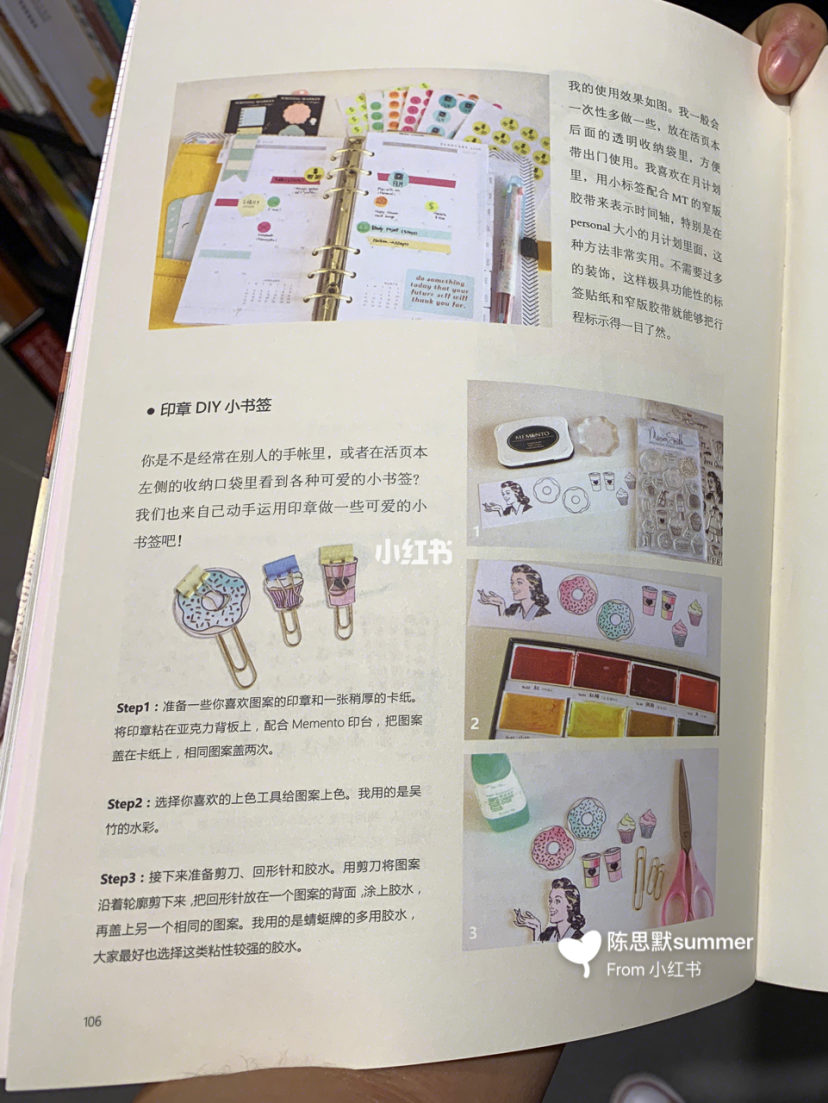 我的使用效果如图。我一般会
一次性多做一些，放在活页本
后面的透明收纳袋里，方便
带出门使用。我喜欢在月计划
里，用小标签配合 MT 的窄版
胶带来表示时间轴，特别是在
personal 大小的月计划里面，这
种方法非常实用。不需要过多
的装饰，这样极具功能性的标
签贴纸和窄版胶带就能够把行
程标示得一目了然。
do something
today that your
future self will
thank you for.
● 印章 DIY 小书签
你是不是经常在别人的手帐里，或者在活页本
左侧的收纳口袋里看到各种可爱的小书签？
我们也来自己动手运用印章做一些可爱的小
书签吧！
小红书
MEMENTO
1
2
3
Step1：准备一些你喜欢图案的印章和一张稍厚的卡纸。
将印章粘在亚克力背板上，配合 Memento 印台，把图案
盖在卡纸上，相同图案盖两次。
Step2：选择你喜欢的上色工具给图案上色。我用的是吴
竹的水彩。
Step3：接下来准备剪刀、回形针和胶水。用剪刀将图案
沿着轮廓剪下来，把回形针放在一个图案的背面，涂上胶水，
再盖上另一个相同的图案。我用的是蜻蜓牌的多用胶水，
大家最好也选择这类粘性较强的胶水。
陈思默summer
From 小红书
106